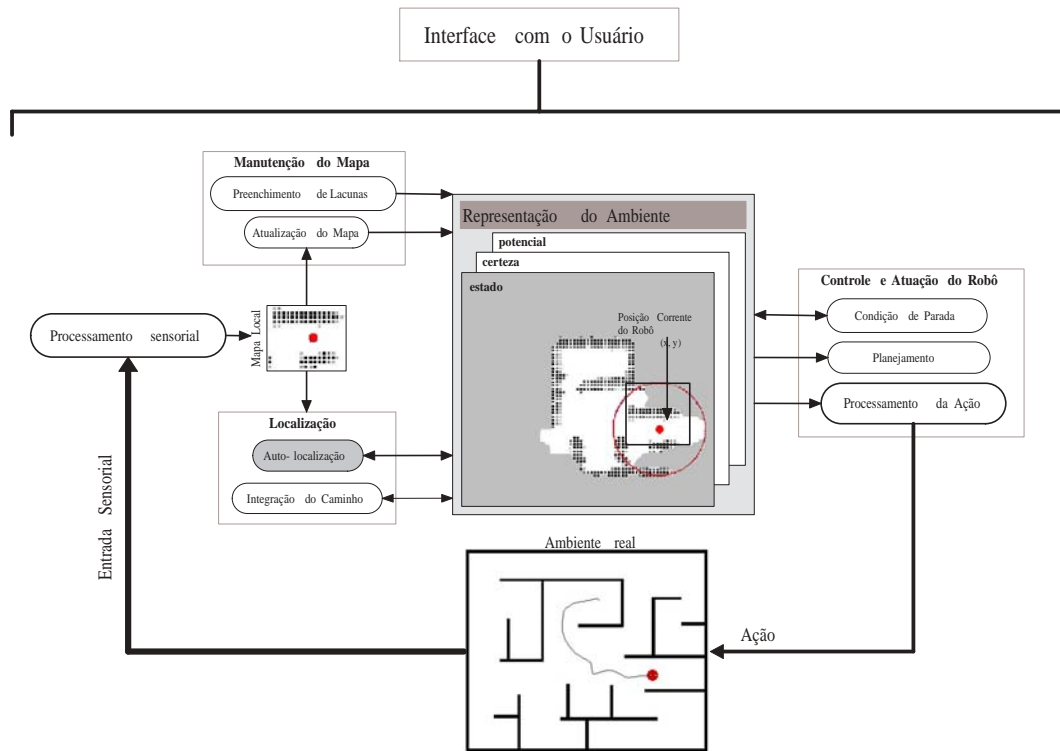 Interface com o Usuário
Manutenção do Mapa
Preenchimento de Lacunas
Atualização do Mapa
Representação do Ambiente
potencial
certeza
estado
Posição Corrente
do Robô
(x, y)
Controle e Atuação do Robô
Condição de Parada
Planejamento
Processamento da Ação
Processamento sensorial
Mapa Local
Localização
Auto- localização
Integração do Caminho
Entrada Sensorial
Ambiente real
Ação